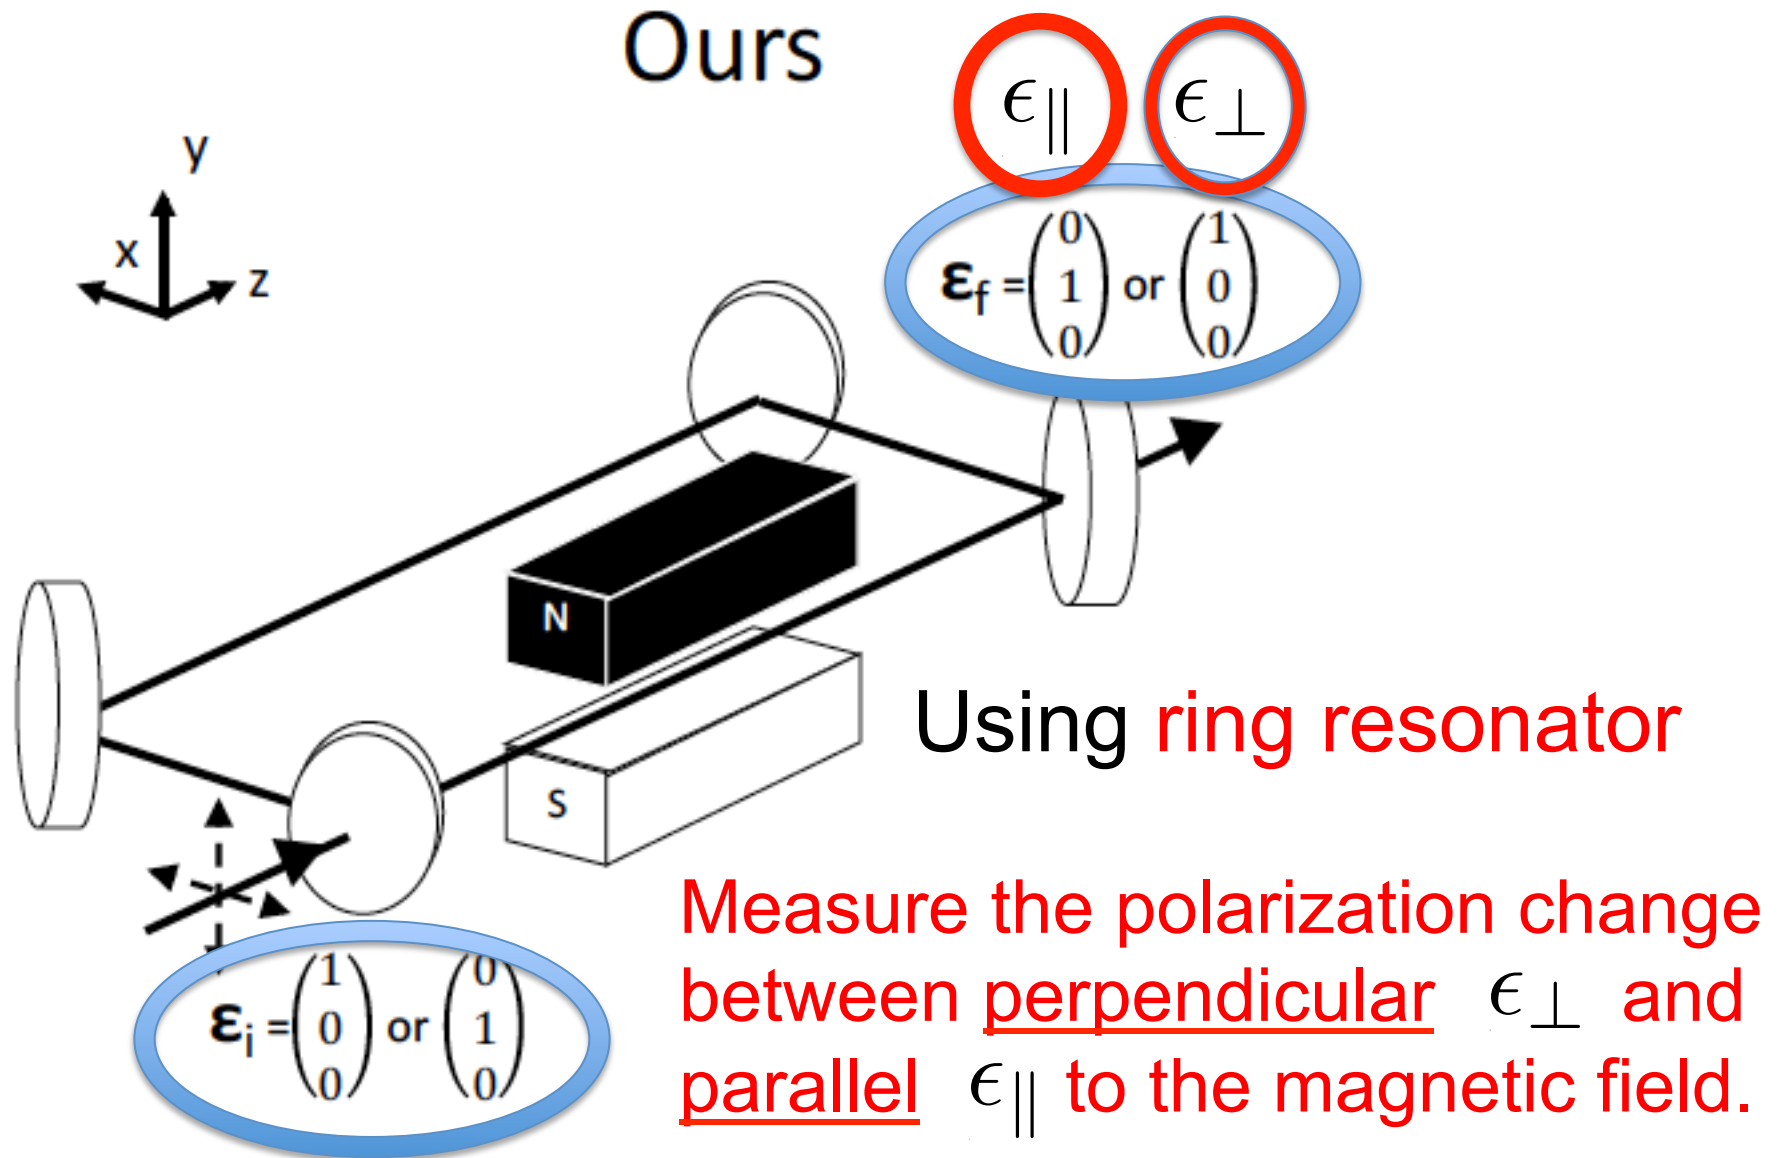 Ours
ϵ∥ ϵ⊥
y
x
z
εf = (0 1 0) or (1 0 0)
N
S
Using ring resonator
εi = (1 0 0) or (0 1 0)
Measure the polarization change
between perpendicular ϵ⊥ and
parallel ϵ∥ to the magnetic field.